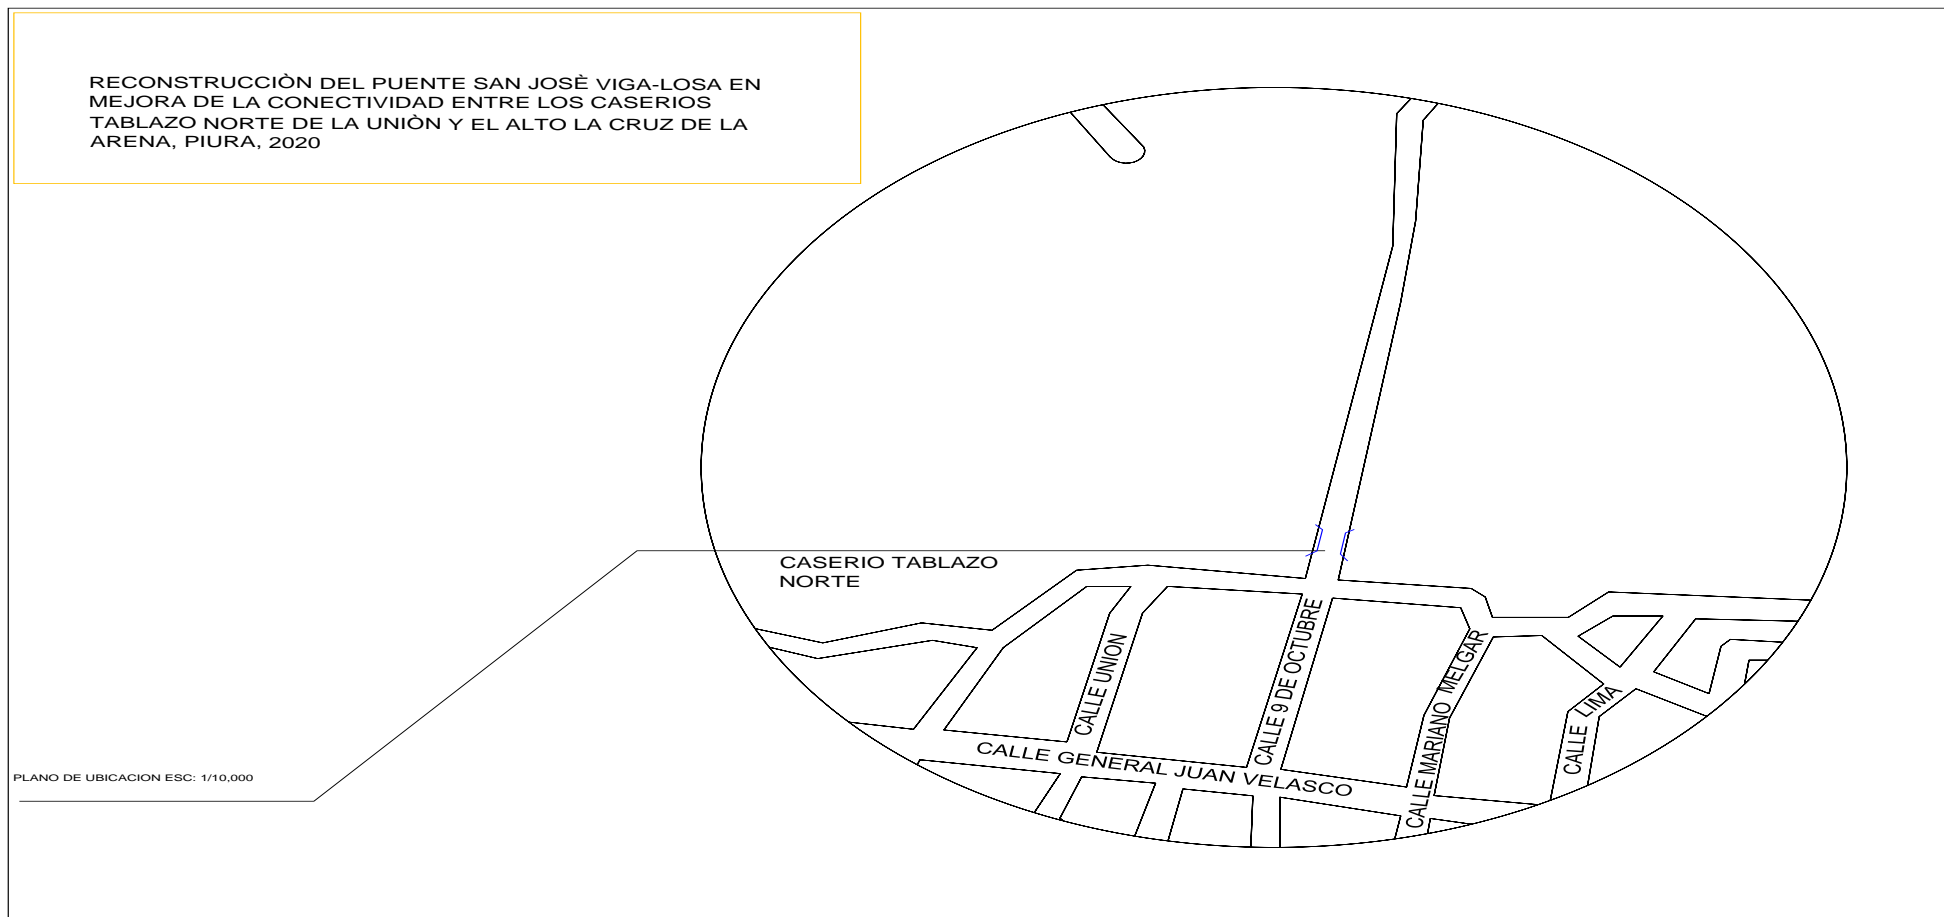 RECONSTRUCCIÒN DEL PUENTE SAN JOSÈ VIGA-LOSA EN
MEJORA DE LA CONECTIVIDAD ENTRE LOS CASERIOS
TABLAZO NORTE DE LA UNIÒN Y EL ALTO LA CRUZ DE LA
ARENA, PIURA, 2020
CASERIO TABLAZO
NORTE
CALLE UNION
CALLE 9 DE OCTUBRE
CALLE MARIANO MELGAR
CALLE LIMA
CALLE GENERAL JUAN VELASCO
PLANO DE UBICACION ESC: 1/10,000